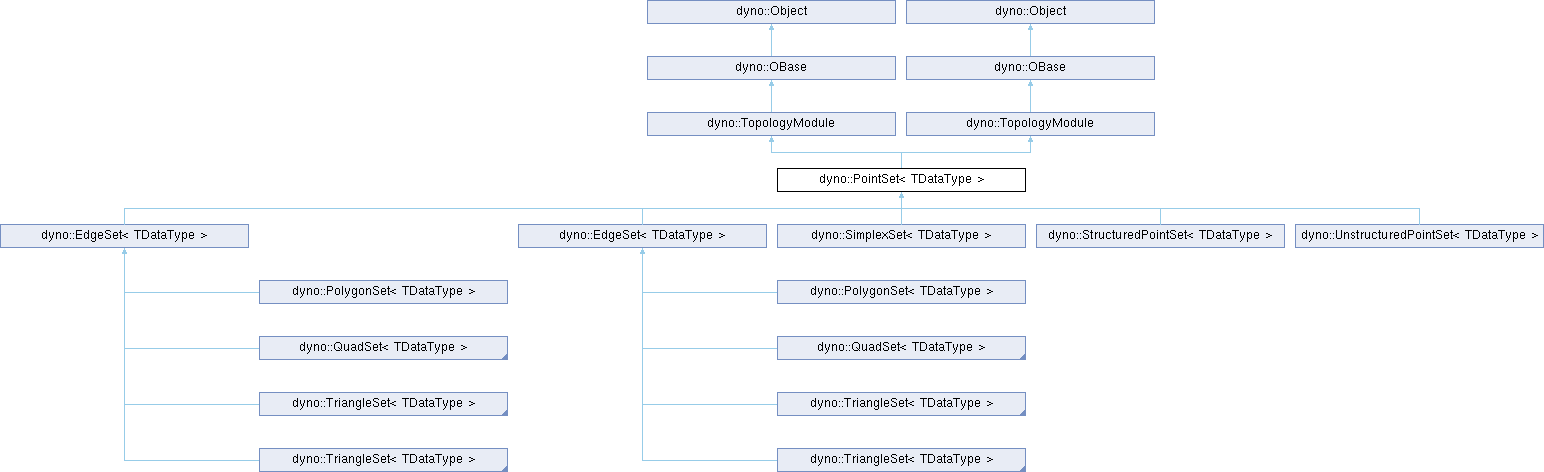 dyno::Object dyno::Object
dyno::OBase dyno::OBase
dyno::TopologyModule dyno::TopologyModule
dyno::PointSet< TDataType >
dyno::EdgeSet< TDataType > dyno::EdgeSet< TDataType > dyno::SimplexSet< TDataType > dyno::StructuredPointSet< TDataType > dyno::UnstructuredPointSet< TDataType >
dyno::PolygonSet< TDataType > dyno::PolygonSet< TDataType >
dyno::QuadSet< TDataType > dyno::QuadSet< TDataType >
dyno::TriangleSet< TDataType > dyno::TriangleSet< TDataType >
dyno::TriangleSet< TDataType > dyno::TriangleSet< TDataType >